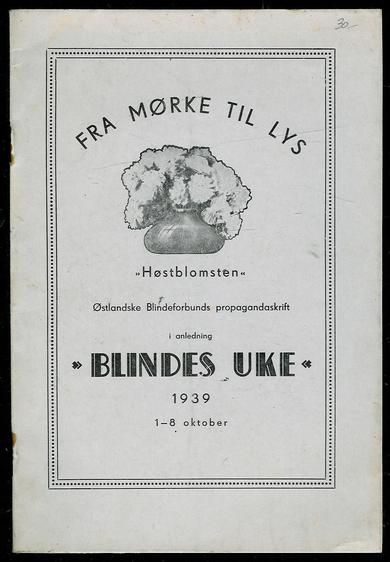 30.-
FRA MØRKE TIL LYS
»Høstblomsten«
Østlandske Blindeforbunds propagandaskrift
i anledning
» BLINDES UKE «
1939
1–8 oktober